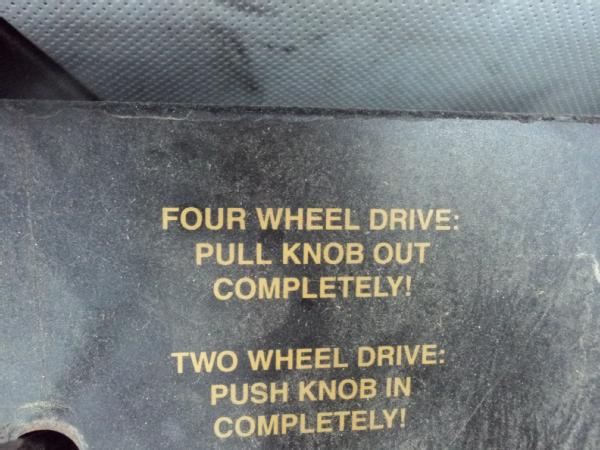 FOUR WHEEL DRIVE:
PULL KNOB OUT
COMPLETELY!
TWO WHEEL DRIVE:
PUSH KNOB IN
COMPLETELY!